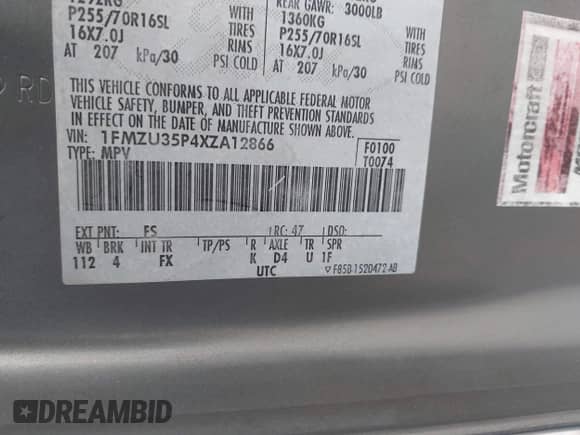 1292KG
P255/70R16SL TIRES
16X7.0J RIMS
AT 207 kPa/30 PSI COLD
REAR GAWR: 3000LB
1360KG
P255/70R16SL TIRES
16X7.0J RIMS
AT 207 kPa/30 PSI COLD
THIS VEHICLE CONFORMS TO ALL APPLICABLE FEDERAL MOTOR
VEHICLE SAFETY, BUMPER, AND THEFT PREVENTION STANDARDS
IN EFFECT ON THE DATE OF MANUFACTURE SHOWN ABOVE.
VIN: 1FMZU35P4XZA12866
TYPE: MPV
F0100
T0074
EXT PNT: FS RC: 47 DSO:
WB BRK INT TR TP/PS R AXLE TR SPR
112 4 FX K D4 U 1F
UTC
F85B-1520472-AB
Motorcraft
RD
DREAMBID